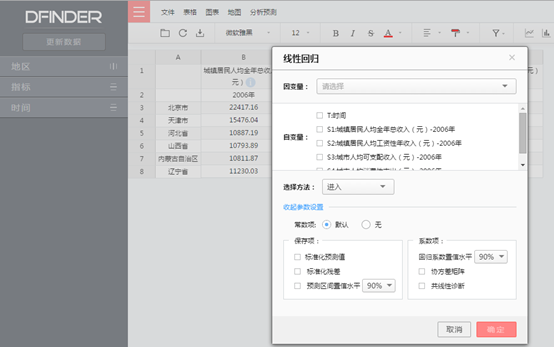 DFINDER
更新数据
地区
指标
时间
文件 表格 图表 地图 分析预测
微软雅黑 12 B I S A
A B
1 城镇居民人均全年总收入(元)
2 2006年
3 北京市 22417.16
4 天津市 15476.04
5 河北省 10887.19
6 山西省 10793.89
7 内蒙古自治区 10811.87
8 辽宁省 11230.03
线性回归
因变量: 请选择
自变量:
T:时间
S1:城镇居民人均全年总收入(元)-2006年
S2:城镇居民人均工资性年收入(元)-2006年
S3:城市人均可支配收入(元)-2006年
选择方法: 进入
收起参数设置
常数项: 默认 无
保存项:
标准化预测值
标准化残差
预测区间置信水平 90%
系数项:
回归系数置信水平 90%
协方差矩阵
共线性诊断
取消 确定